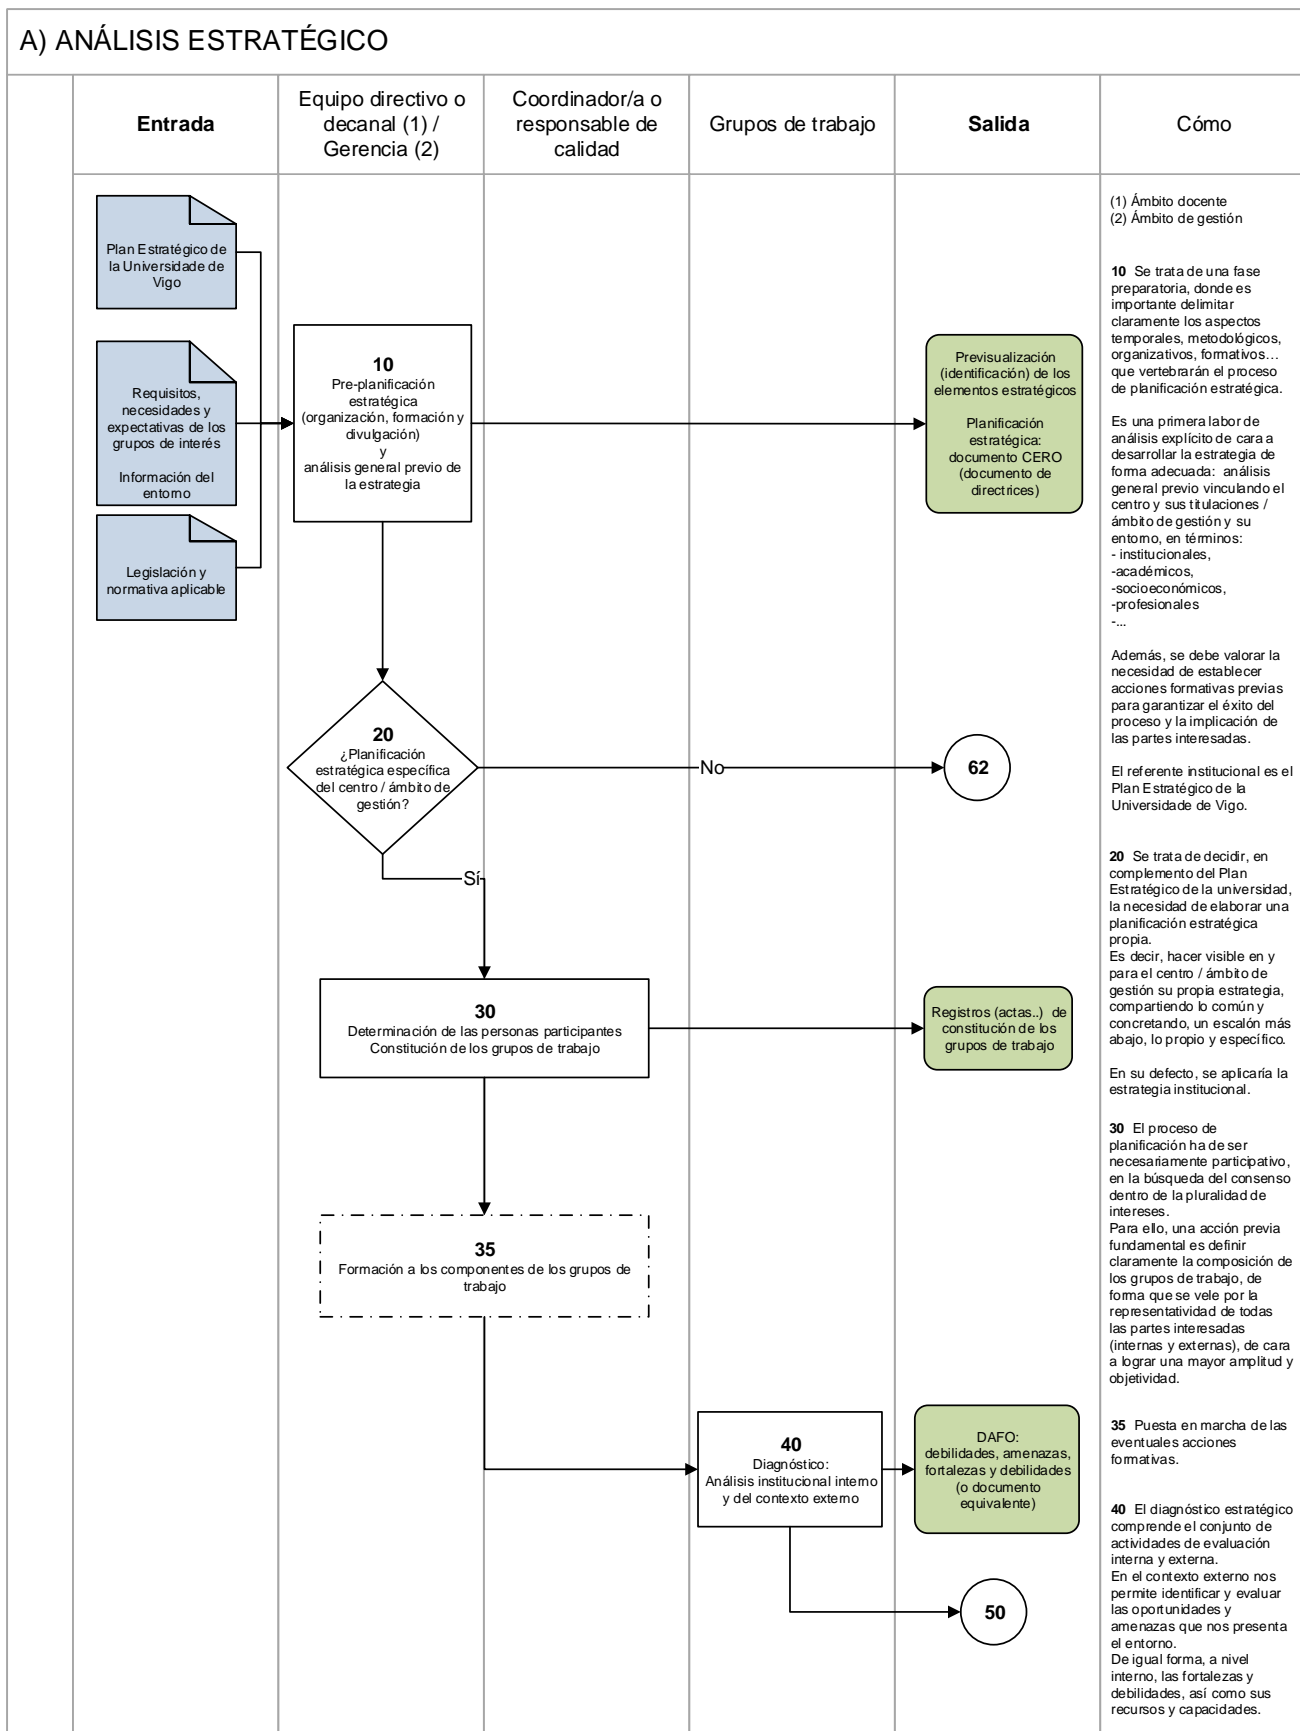 A) ANÁLISIS ESTRATÉGICO
Entrada
Equipo directivo o
decanal (1) /
Gerencia (2)
Coordinador/a o
responsable de
calidad
Grupos de trabajo
Salida
Cómo
Plan Estratégico de
la Universidade de
Vigo
Requisitos,
necesidades y
expectativas de los
grupos de interés
Información del
entorno
Legislación y
normativa aplicable
10
Pre-planificación
estratégica
(organización, formación y
divulgación)
y
análisis general previo de
la estrategia
Previsualización
(identificación) de los
elementos estratégicos
Planificación
estratégica:
documento CERO
(documento de
directrices)
20
¿Planificación
estratégica específica
del centro / ámbito de
gestión?
No
62
Sí
30
Determinación de las personas participantes
Constitución de los grupos de trabajo
Registros (actas..) de
constitución de los
grupos de trabajo
35
Formación a los componentes de los grupos de
trabajo
40
Diagnóstico:
Análisis institucional interno
y del contexto externo
DAFO:
debilidades, amenazas,
fortalezas y debilidades
(o documento
equivalente)
50
(1) Ámbito docente
(2) Ámbito de gestión
10 Se trata de una fase
preparatoria, donde es
importante delimitar
claramente los aspectos
temporales, metodológicos,
organizativos, formativos…
que vertebrarán el proceso
de planificación estratégica.
Es una primera labor de
análisis explícito de cara a
desarrollar la estrategia de
forma adecuada: análisis
general previo vinculando el
centro y sus titulaciones /
ámbito de gestión y su
entorno, en términos:
- institucionales,
-académicos,
-socioeconómicos,
-profesionales
-...
Además, se debe valorar la
necesidad de establecer
acciones formativas previas
para garantizar el éxito del
proceso y la implicación de
las partes interesadas.
El referente institucional es el
Plan Estratégico de la
Universidade de Vigo.
20 Se trata de decidir, en
complemento del Plan
Estratégico de la universidad,
la necesidad de elaborar una
planificación estratégica
propia.
Es decir, hacer visible en y
para el centro / ámbito de
gestión su propia estrategia,
compartiendo lo común y
concretando, un escalón más
abajo, lo propio y específico.
En su defecto, se aplicaría la
estrategia institucional.
30 El proceso de
planificación ha de ser
necesariamente participativo,
en la búsqueda del consenso
dentro de la pluralidad de
intereses.
Para ello, una acción previa
fundamental es definir
claramente la composición de
los grupos de trabajo, de
forma que se vele por la
representatividad de todas
las partes interesadas
(internas y externas), de cara
a lograr una mayor amplitud y
objetividad.
35 Puesta en marcha de las
eventuales acciones
formativas.
40 El diagnóstico estratégico
comprende el conjunto de
actividades de evaluación
interna y externa.
En el contexto externo nos
permite identificar y evaluar
las oportunidades y
amenazas que nos presenta
el entorno.
De igual forma, a nivel
interno, las fortalezas y
debilidades, así como sus
recursos y capacidades.